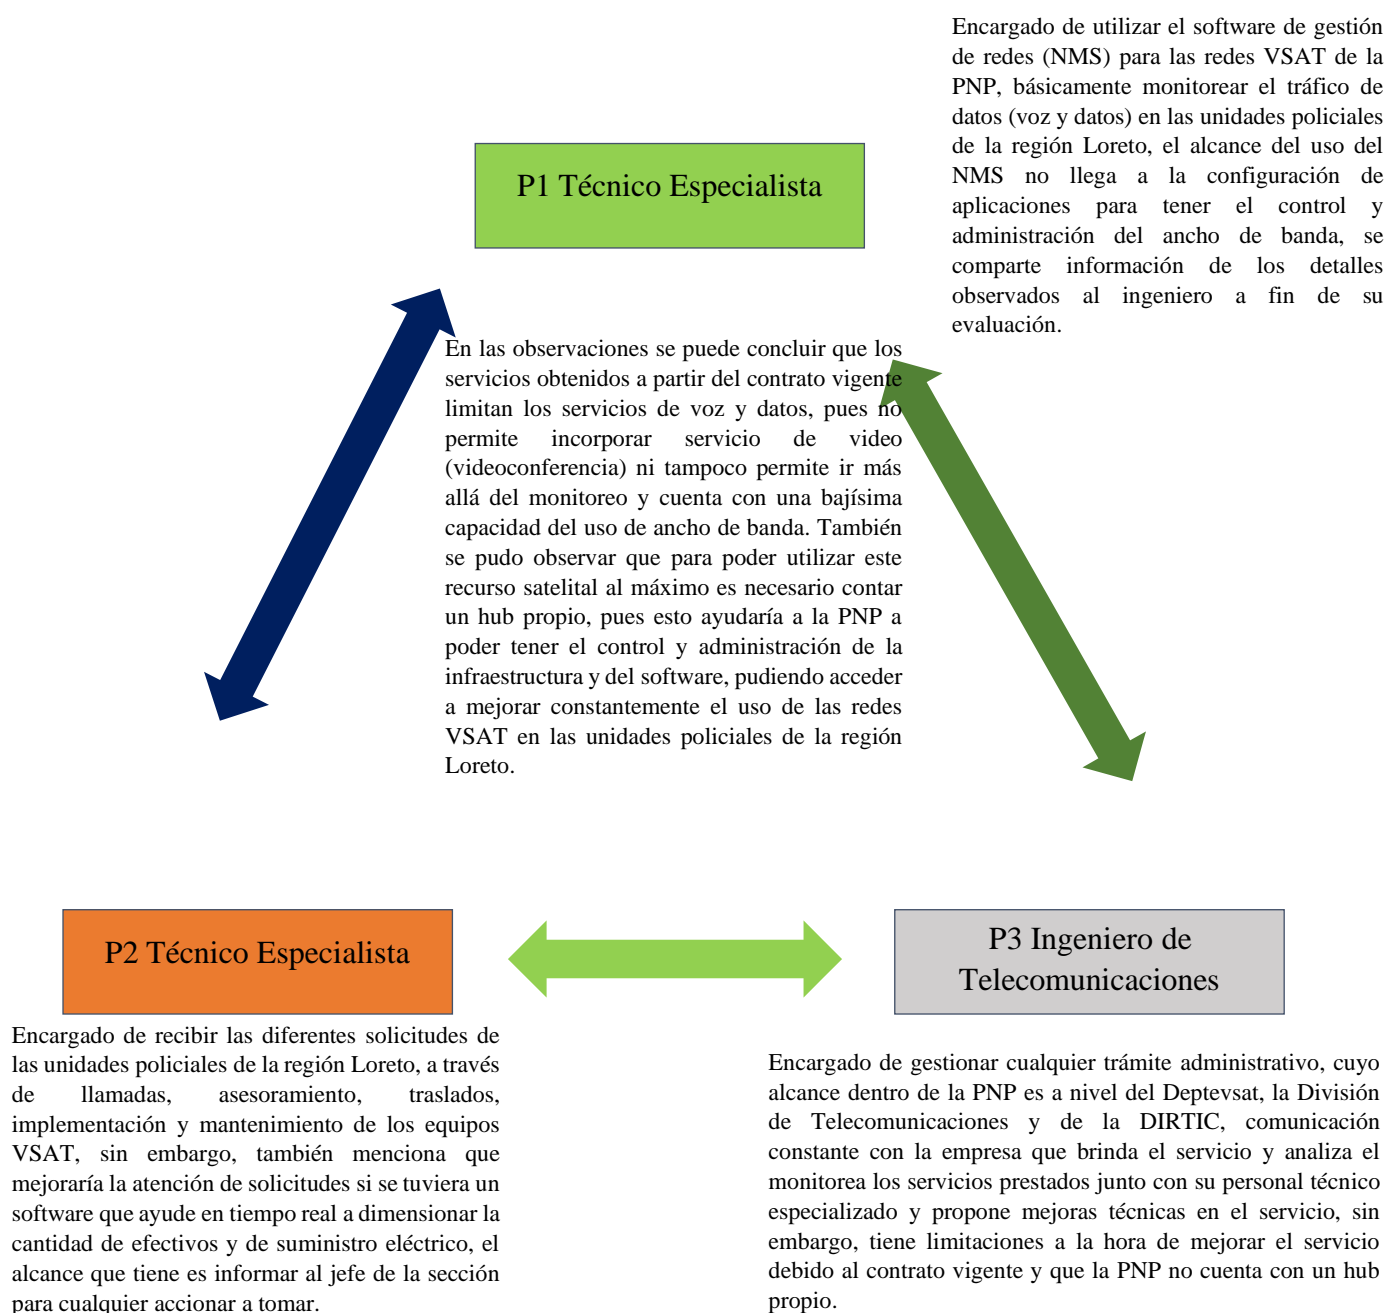 Encargado de utilizar el software de gestión
de redes (NMS) para las redes VSAT de la
PNP, básicamente monitorear el tráfico de
datos (voz y datos) en las unidades policiales
de la región Loreto, el alcance del uso del
NMS no llega a la configuración de
aplicaciones para tener el control y
administración del ancho de banda, se
comparte información de los detalles
observados al ingeniero a fin de su
evaluación.
P1 Técnico Especialista
En las observaciones se puede concluir que los
servicios obtenidos a partir del contrato vigente
limitan los servicios de voz y datos, pues no
permite incorporar servicio de video
(videoconferencia) ni tampoco permite ir más
allá del monitoreo y cuenta con una bajísima
capacidad del uso de ancho de banda. También
se pudo observar que para poder utilizar este
recurso satelital al máximo es necesario contar
un hub propio, pues esto ayudaría a la PNP a
poder tener el control y administración de la
infraestructura y del software, pudiendo acceder
a mejorar constantemente el uso de las redes
VSAT en las unidades policiales de la región
Loreto.
P2 Técnico Especialista
Encargado de recibir las diferentes solicitudes de
las unidades policiales de la región Loreto, a través
de llamadas, asesoramiento, traslados,
implementación y mantenimiento de los equipos
VSAT, sin embargo, también menciona que
mejoraría la atención de solicitudes si se tuviera un
software que ayude en tiempo real a dimensionar la
cantidad de efectivos y de suministro eléctrico, el
alcance que tiene es informar al jefe de la sección
para cualquier accionar a tomar.
P3 Ingeniero de
Telecomunicaciones
Encargado de gestionar cualquier trámite administrativo, cuyo
alcance dentro de la PNP es a nivel del Deptevsat, la División
de Telecomunicaciones y de la DIRTIC, comunicación
constante con la empresa que brinda el servicio y analiza el
monitorea los servicios prestados junto con su personal técnico
especializado y propone mejoras técnicas en el servicio, sin
embargo, tiene limitaciones a la hora de mejorar el servicio
debido al contrato vigente y que la PNP no cuenta con un hub
propio.